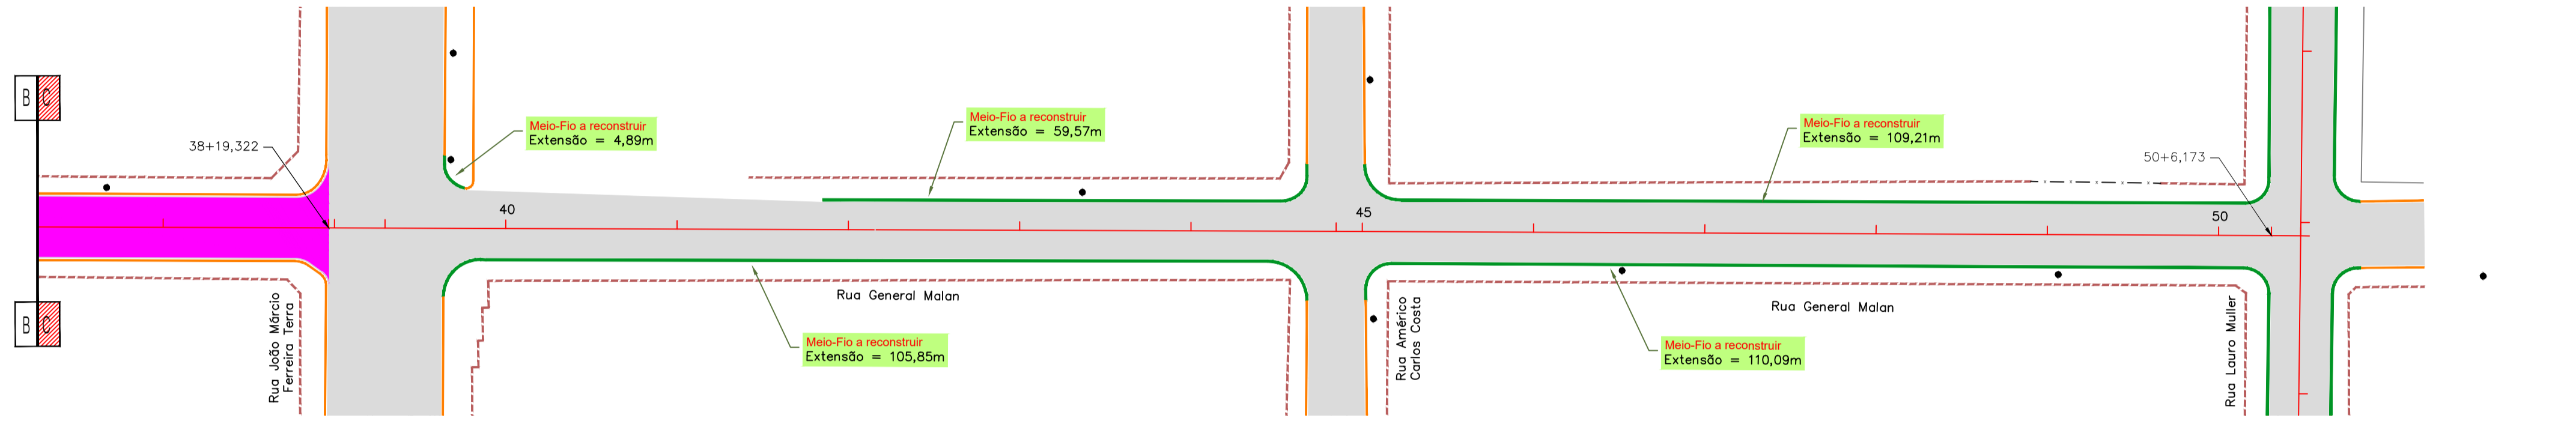 B C
38+19,322
Meio-Fio a reconstruir
Extensão = 4,89m
Meio-Fio a reconstruir
Extensão = 59,57m
Meio-Fio a reconstruir
Extensão = 109,21m
50+6,173
40
45
50
B C
Rua João Márcio
Ferreira Terra
Rua General Malan
Meio-Fio a reconstruir
Extensão = 105,85m
Rua Américo
Carlos Costa
Rua General Malan
Meio-Fio a reconstruir
Extensão = 110,09m
Rua Lauro Muller